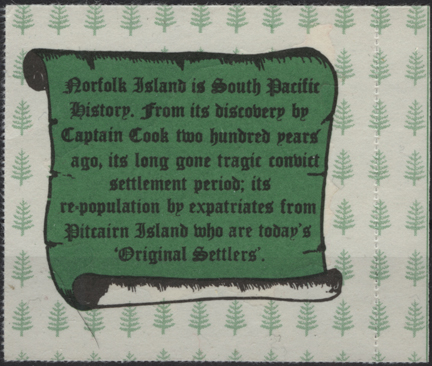 Norfolk Island is South Pacific
History. From its discovery by
Captain Cook two hundred years
ago, its long gone tragic convict
settlement period; its
re-population by expatriates from
Pitcairn Island who are today's
'Original Settlers'.